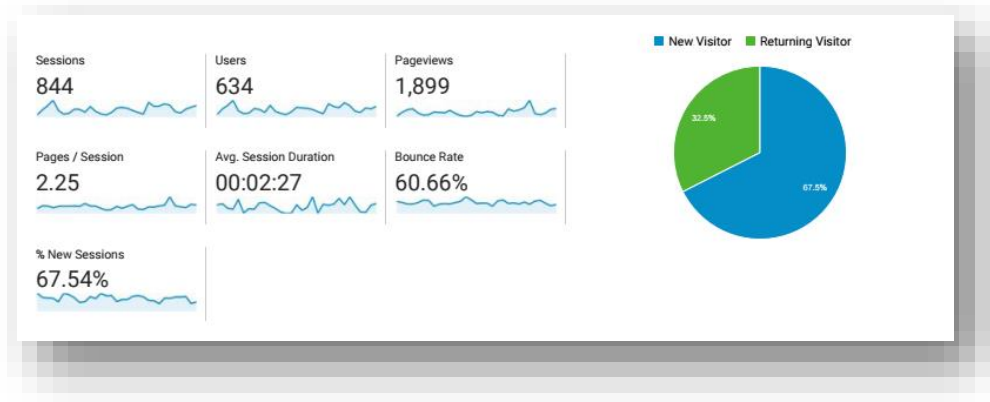 New Visitor Returning Visitor
Sessions
844
Users
634
Pageviews
1,899
Pages / Session
2.25
Avg. Session Duration
00:02:27
Bounce Rate
60.66%
% New Sessions
67.54%
32.5%
67.5%